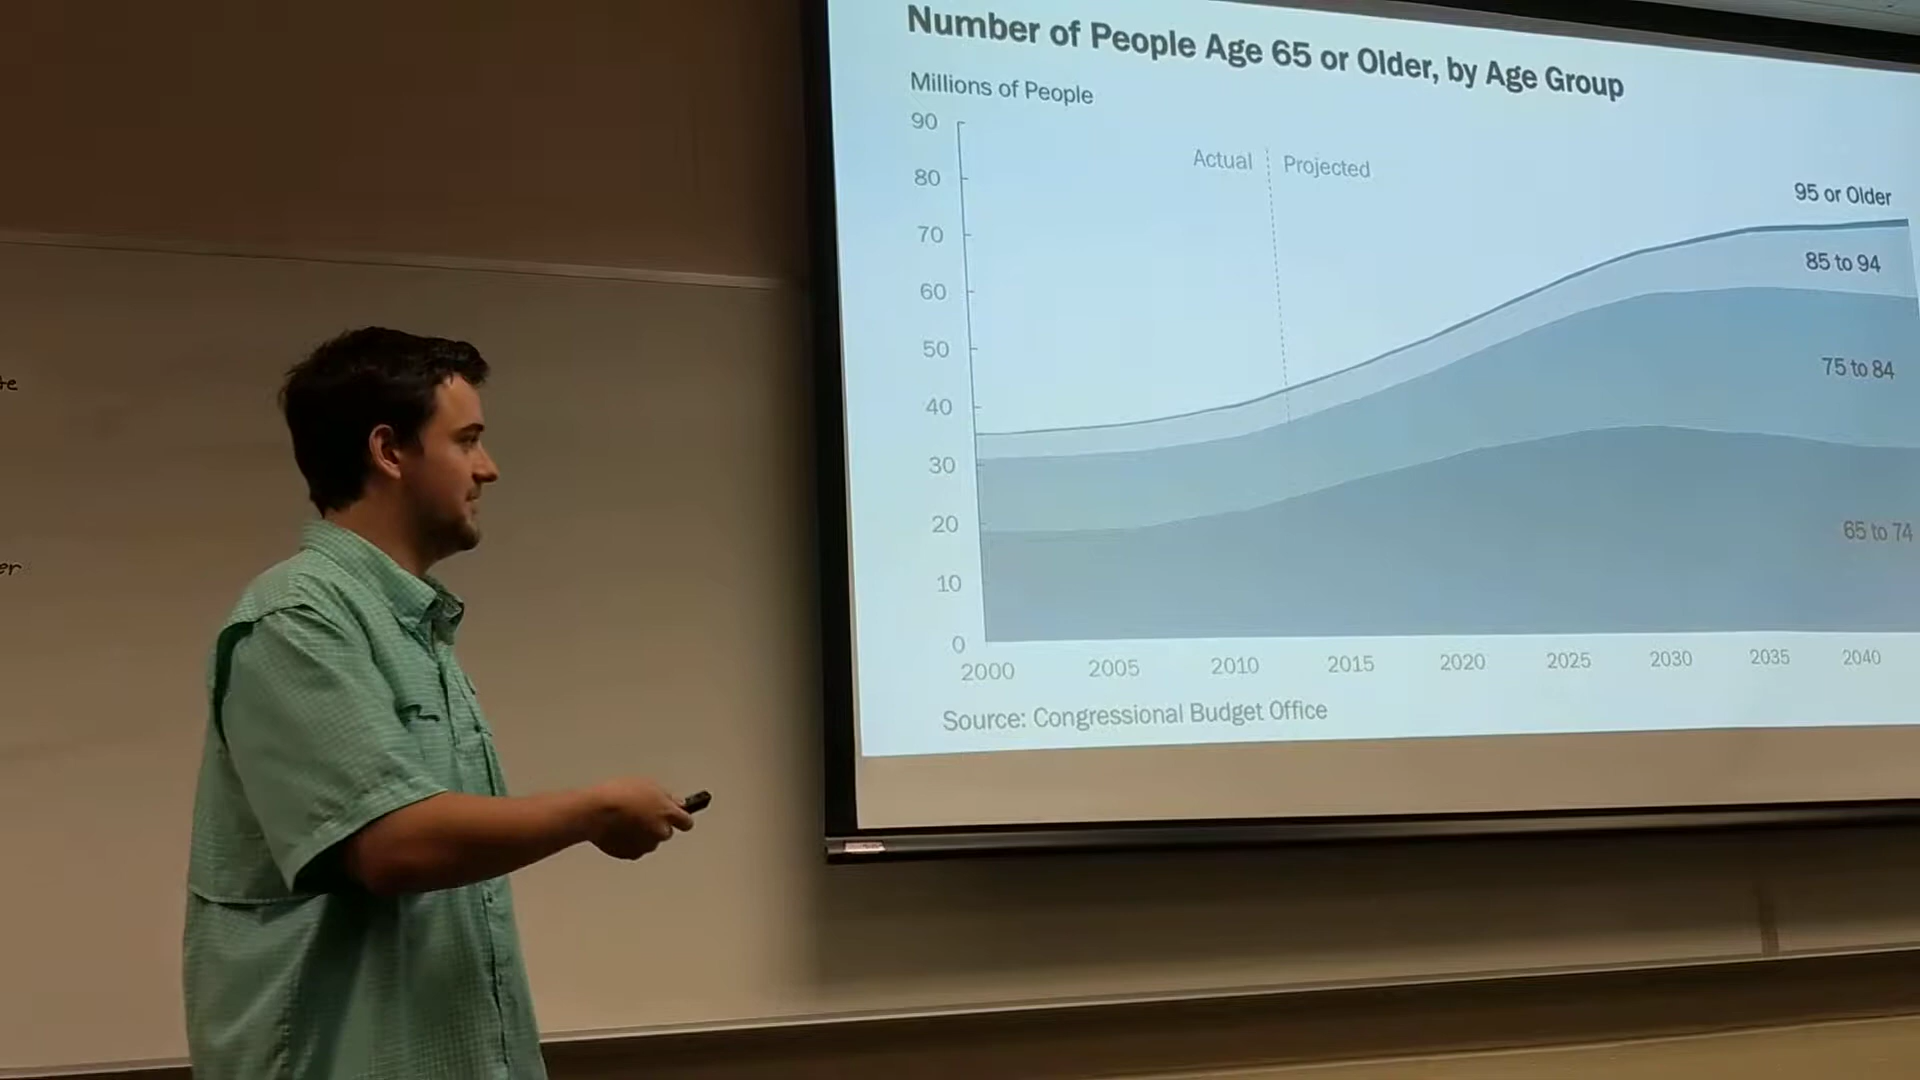 Number of People Age 65 or Older, by Age Group
Millions of People
90
80
70
60
50
40
30
20
10
0
Actual
Projected
95 or Older
85 to 94
75 to 84
65 to 74
2000 2005 2010 2015 2020 2025 2030 2035 2040
Source: Congressional Budget Office